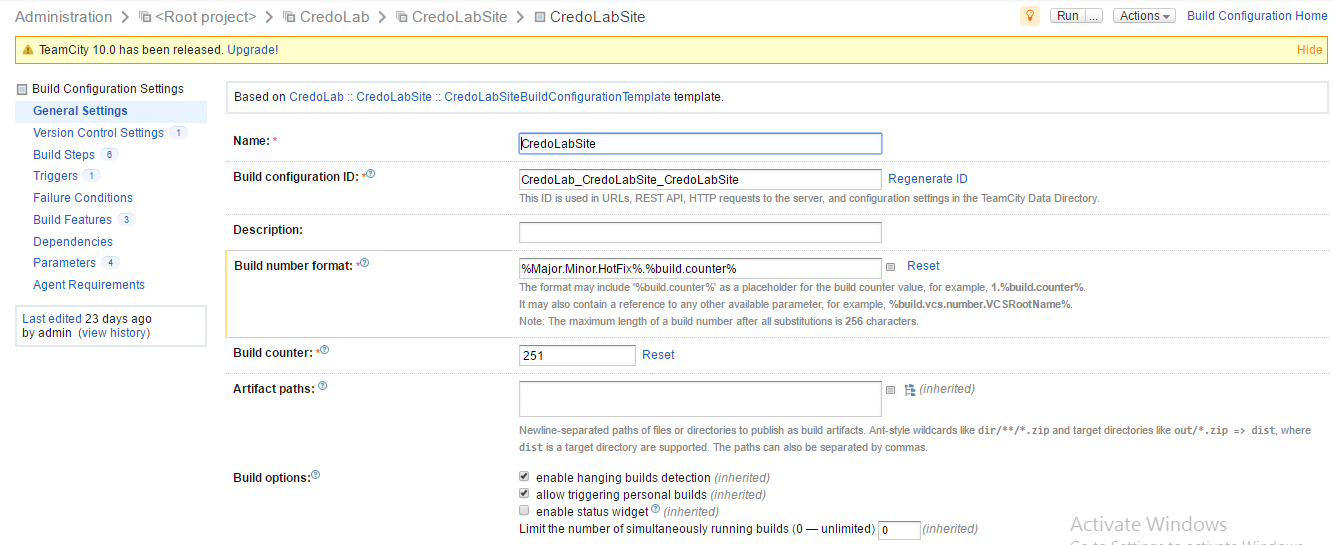 Administration > <Root project> > CredoLab > CredoLabSite > CredoLabSite
Run ... Actions Build Configuration Home
TeamCity 10.0 has been released. Upgrade! Hide
Build Configuration Settings
General Settings
Version Control Settings 1
Build Steps 6
Triggers 1
Failure Conditions
Build Features 3
Dependencies
Parameters 4
Agent Requirements
Last edited 23 days ago
by admin (view history)
Based on CredoLab :: CredoLabSite :: CredoLabSiteBuildConfigurationTemplate template.
Name: * CredoLabSite
Build configuration ID: * CredoLab_CredoLabSite_CredoLabSite Regenerate ID
This ID is used in URLs, REST API, HTTP requests to the server, and configuration settings in the TeamCity Data Directory.
Description:
Build number format: * %Major.Minor.HotFix%.%build.counter% Reset
The format may include '%build.counter%' as a placeholder for the build counter value, for example, 1.%build.counter%.
It may also contain a reference to any other available parameter, for example, %build.vcs.number.VCSRootName%.
Note: The maximum length of a build number after all substitutions is 256 characters.
Build counter: * 251 Reset
Artifact paths: (inherited)
Newline-separated paths of files or directories to publish as build artifacts. Ant-style wildcards like dir/**/*.zip and target directories like out/*.zip => dist, where
dist is a target directory are supported. The paths can also be separated by commas.
Build options: enable hanging builds detection (inherited)
allow triggering personal builds (inherited)
enable status widget (inherited)
Limit the number of simultaneously running builds (0 — unlimited) 0 (inherited)
Activate Windows
Go to Settings to activate Windows.